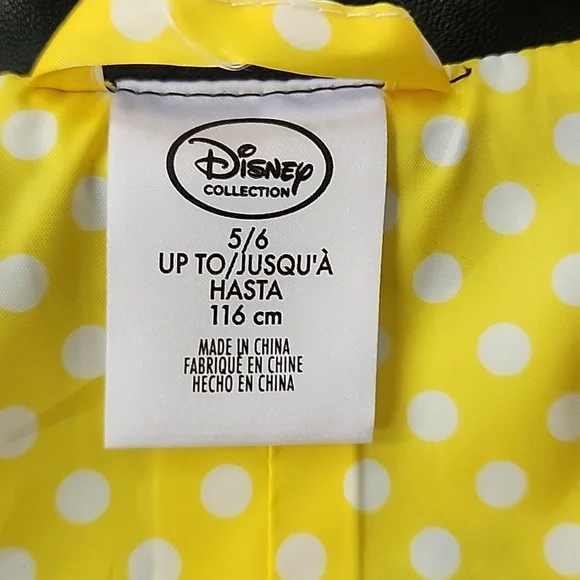 Disney
COLLECTION
5/6
UP TO/JUSQU'À
HASTA
116 cm
MADE IN CHINA
FABRIQUÉ EN CHINE
HECHO EN CHINA